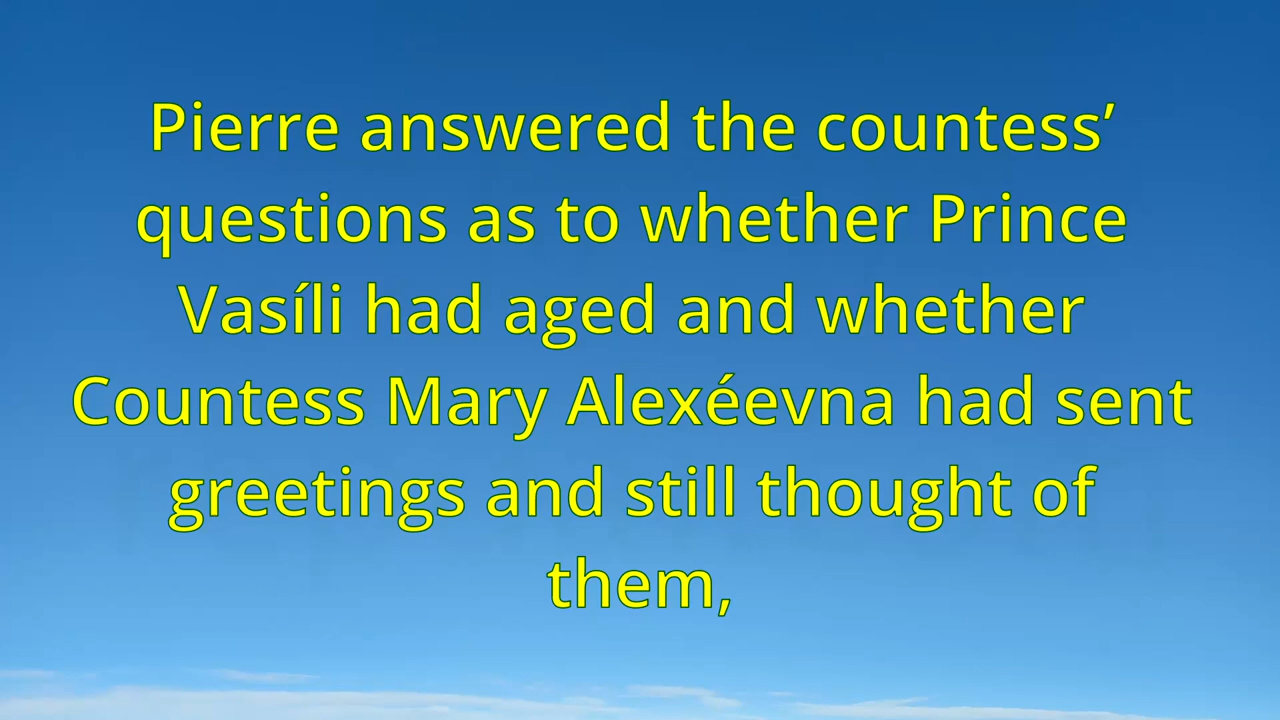 Pierre answered the countess’
questions as to whether Prince
Vasíli had aged and whether
Countess Mary Alexéevna had sent
greetings and still thought of
them,